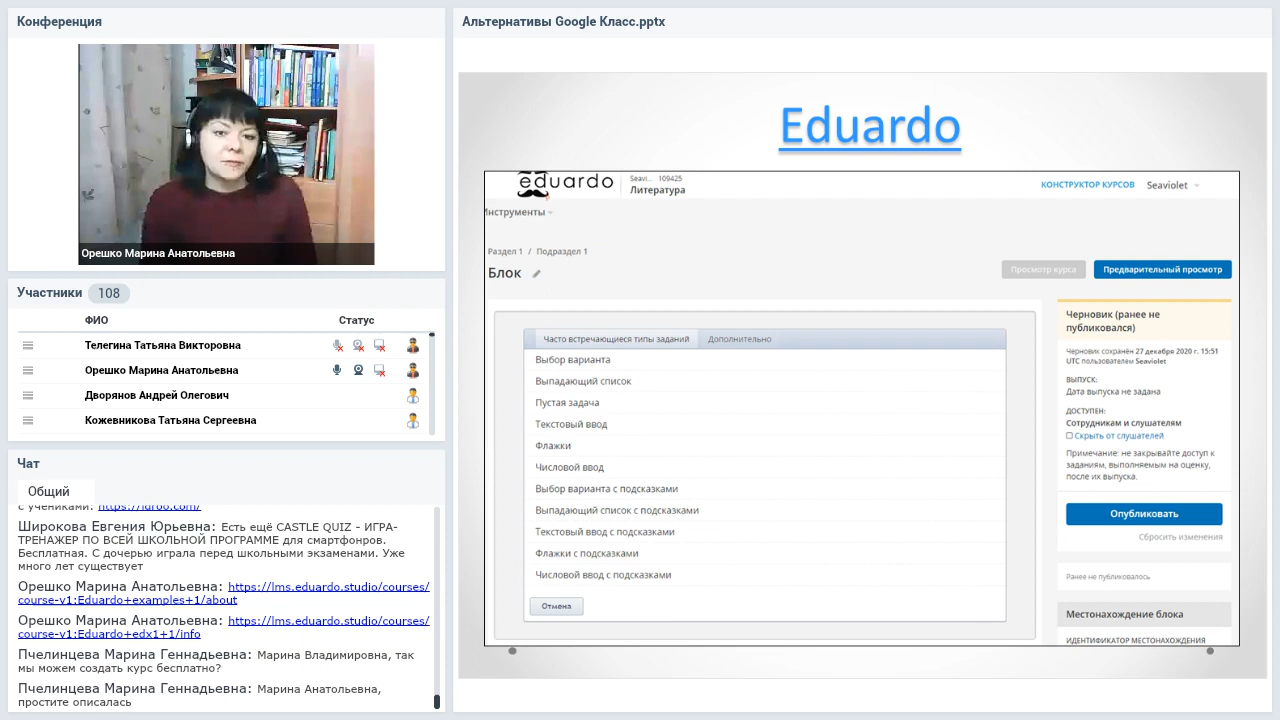 Конференция
Орешко Марина Анатольевна
Участники 108
ФИО Статус
Телегина Татьяна Викторовна
Орешко Марина Анатольевна
Дворянов Андрей Олегович
Кожевникова Татьяна Сергеевна
Чат
Общий
с учениками: https://idroo.com/
Широкова Евгения Юрьевна: Есть ещё CASTLE QUIZ - ИГРА-
ТРЕНАЖЕР ПО ВСЕЙ ШКОЛЬНОЙ ПРОГРАММЕ для смартфонов.
Бесплатная. С дочерью играла перед школьными экзаменами. Уже
много лет существует
Орешко Марина Анатольевна: https://lms.eduardo.studio/courses/
course-v1:Eduardo+examples+1/about
Орешко Марина Анатольевна: https://lms.eduardo.studio/courses/
course-v1:Eduardo+edx1+1/info
Пчелинцева Марина Геннадьевна: Марина Владимировна, так
мы можем создать курс бесплатно?
Пчелинцева Марина Геннадьевна: Марина Анатольевна,
простите описалась
Альтернативы Google Класс.pptx
Eduardo
eduardo
Seavi... 109425
Литература
КОНСТРУКТОР КУРСОВ Seaviolet
Инструменты
Раздел 1 / Подраздел 1
Блок
Просмотр курса Предварительный просмотр
Часто встречающиеся типы заданий Дополнительно
Выбор варианта
Выпадающий список
Пустая задача
Текстовый ввод
Флажки
Числовой ввод
Выбор варианта с подсказками
Выпадающий список с подсказками
Текстовый ввод с подсказками
Флажки с подсказками
Числовой ввод с подсказками
Отмена
Черновик (ранее не
публиковался)
Черновик сохранён 27 декабря 2020 г. 15:51
UTC пользователем Seaviolet
ВЫПУСК:
Дата выпуска не задана
ДОСТУПЕН:
Сотрудникам и слушателям
Скрыть от слушателей
Примечание: не закрывайте доступ к
заданиям, выполняемым на оценку,
после их выпуска.
Опубликовать
Сбросить изменения
Ранее не публиковалось
Местонахождение блока
ИДЕНТИФИКАТОР МЕСТОНАХОЖДЕНИЯ